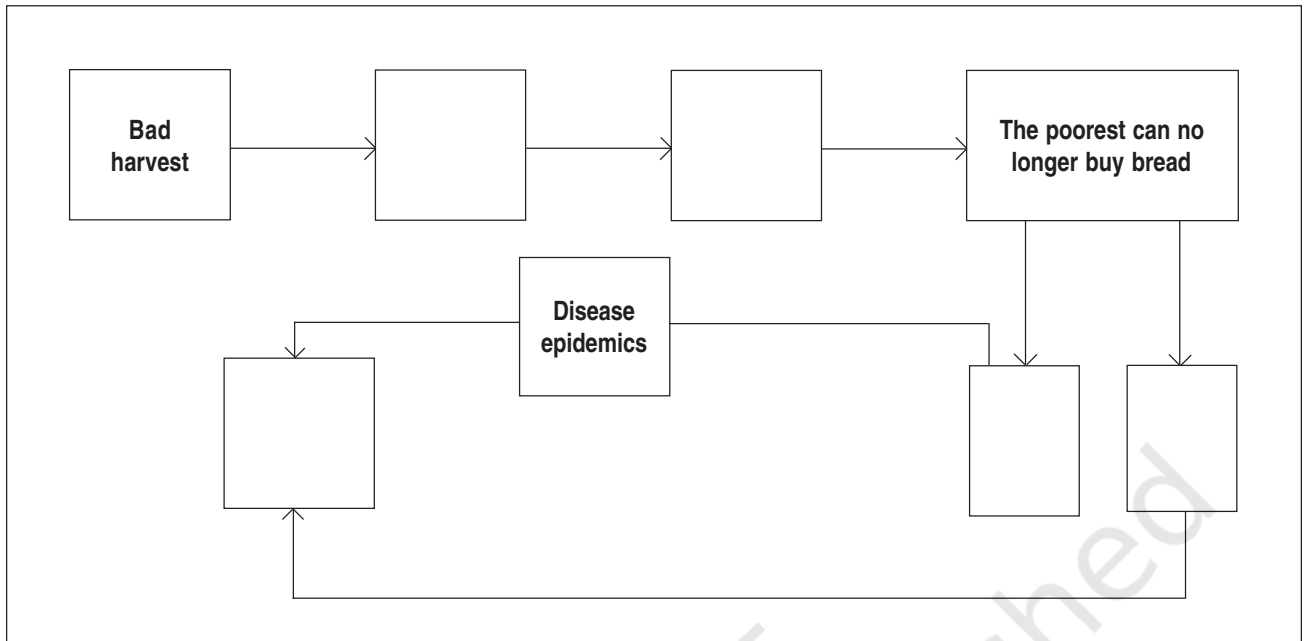 Bad
harvest
The poorest can no
longer buy bread
Disease
epidemics